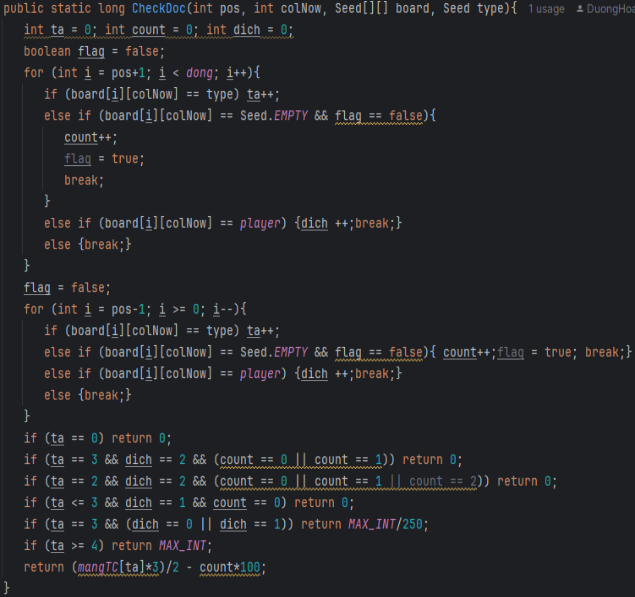 public static long CheckDoc(int pos, int colNow, Seed[][] board, Seed type){ 1 usage DuongHoa
int ta = 0; int count = 0; int dich = 0;
boolean flag = false;
for (int i = pos+1; i < dong; i++){
if (board[i][colNow] == type) ta++;
else if (board[i][colNow] == Seed.EMPTY && flag == false){
count++;
flag = true;
break;
}
else if (board[i][colNow] == player) {dich ++;break;}
else {break;}
}
flag = false;
for (int i = pos-1; i >= 0; i--){
if (board[i][colNow] == type) ta++;
else if (board[i][colNow] == Seed.EMPTY && flag == false){ count++;flag = true; break;}
else if (board[i][colNow] == player) {dich ++;break;}
else {break;}
}
if (ta == 0) return 0;
if (ta == 3 && dich == 2 && (count == 0 || count == 1)) return 0;
if (ta == 2 && dich == 2 && (count == 0 || count == 1 || count == 2)) return 0;
if (ta <= 3 && dich == 1 && count == 0) return 0;
if (ta == 3 && (dich == 0 || dich == 1)) return MAX_INT/250;
if (ta >= 4) return MAX_INT;
return (mangTC[ta]*3)/2 - count*100;
}